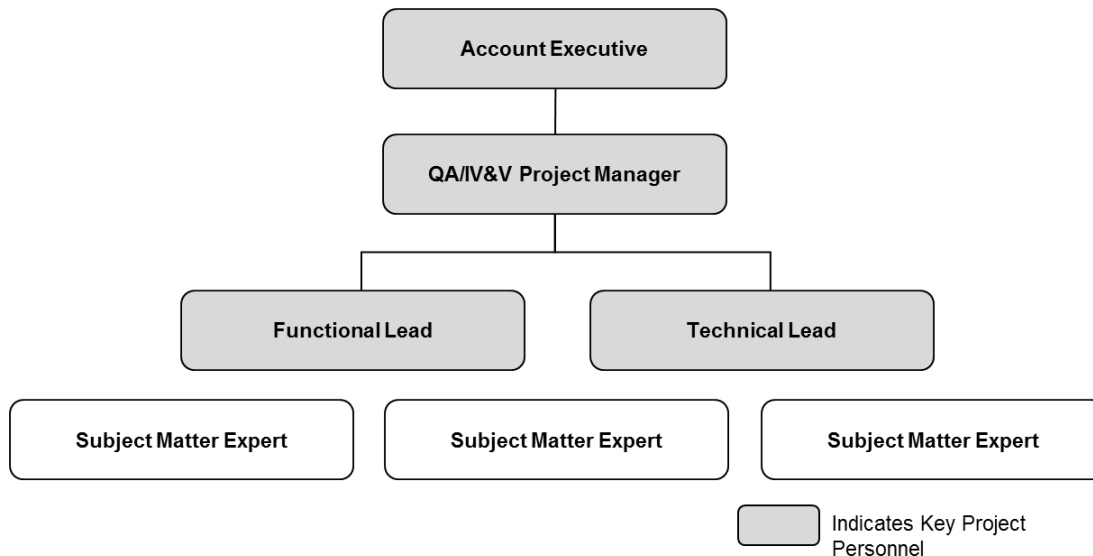 Account Executive
QA/IV&V Project Manager
Functional Lead
Technical Lead
Subject Matter Expert
Subject Matter Expert
Subject Matter Expert
Indicates Key Project
Personnel